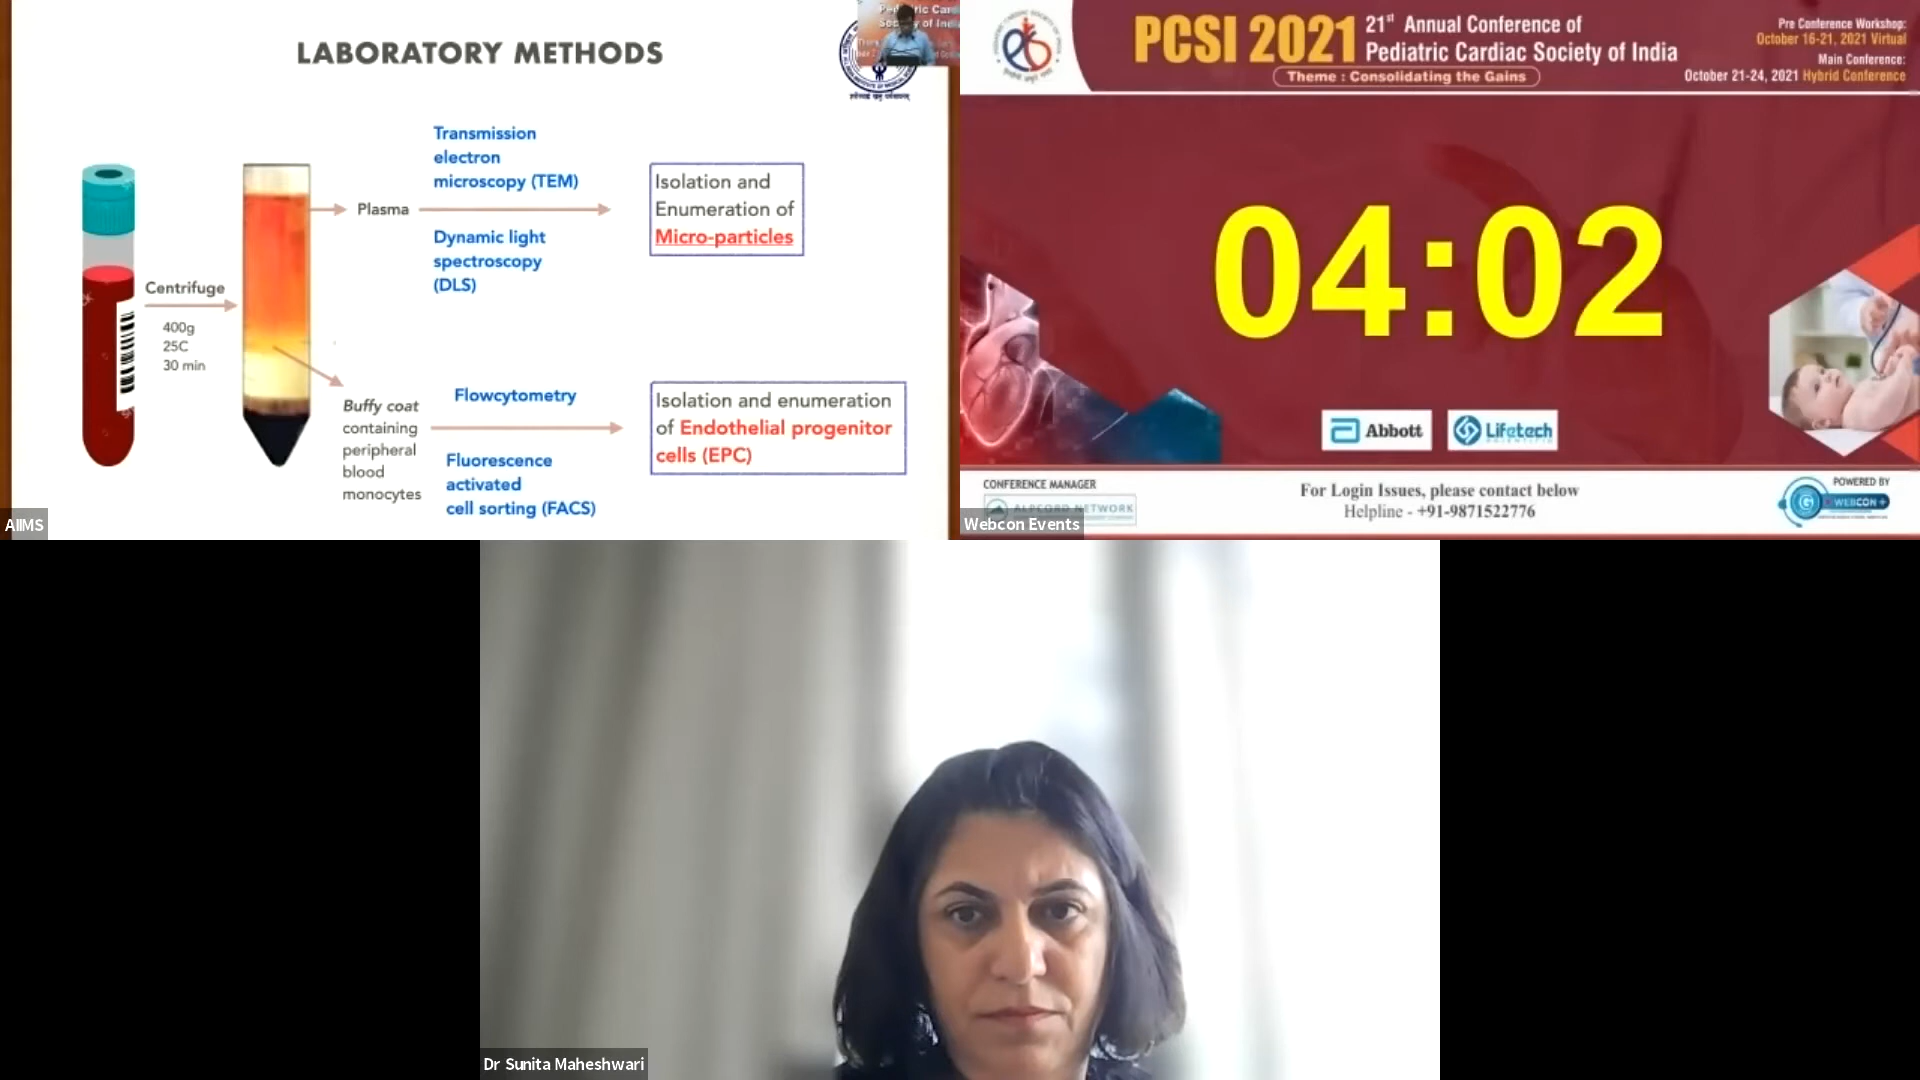 LABORATORY METHODS
Transmission
electron
microscopy (TEM)
Plasma
Dynamic light
spectroscopy
(DLS)
Isolation and
Enumeration of
Micro-particles
Centrifuge
400g
25C
30 min
Buffy coat
containing
peripheral
blood
monocytes
Flowcytometry
Fluorescence
activated
cell sorting (FACS)
Isolation and enumeration
of Endothelial progenitor
cells (EPC)
AIIMS
PCSI 2021
21st Annual Conference of
Pediatric Cardiac Society of India
Theme : Consolidating the Gains
Pre Conference Workshop:
October 16-21, 2021 Virtual
Main Conference:
October 21-24, 2021 Hybrid Conference
04:02
Abbott
Lifetech
CONFERENCE MANAGER
ALPCORD NETWORK
For Login Issues, please contact below
Helpline - +91-9871522776
POWERED BY
WEBCON +
Webcon Events
Dr Sunita Maheshwari